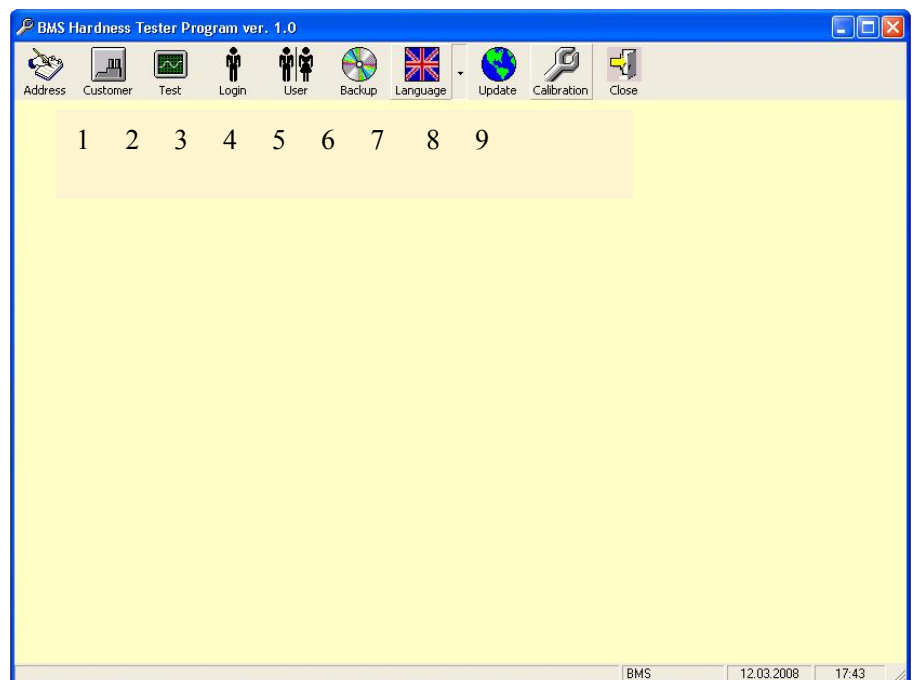 BMS Hardness Tester Program ver. 1.0
Address Customer Test Login User Backup Language Update Calibration Close
1 2 3 4 5 6 7 8 9
BMS 12.03.2008 17:43